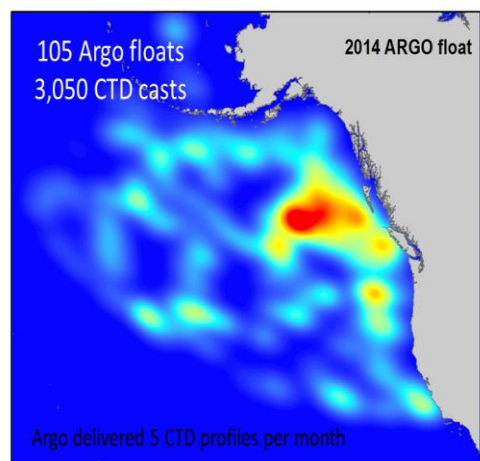 105 Argo floats
3,050 CTD casts
2014 ARGO float
Argo delivered 5 CTD profiles per month